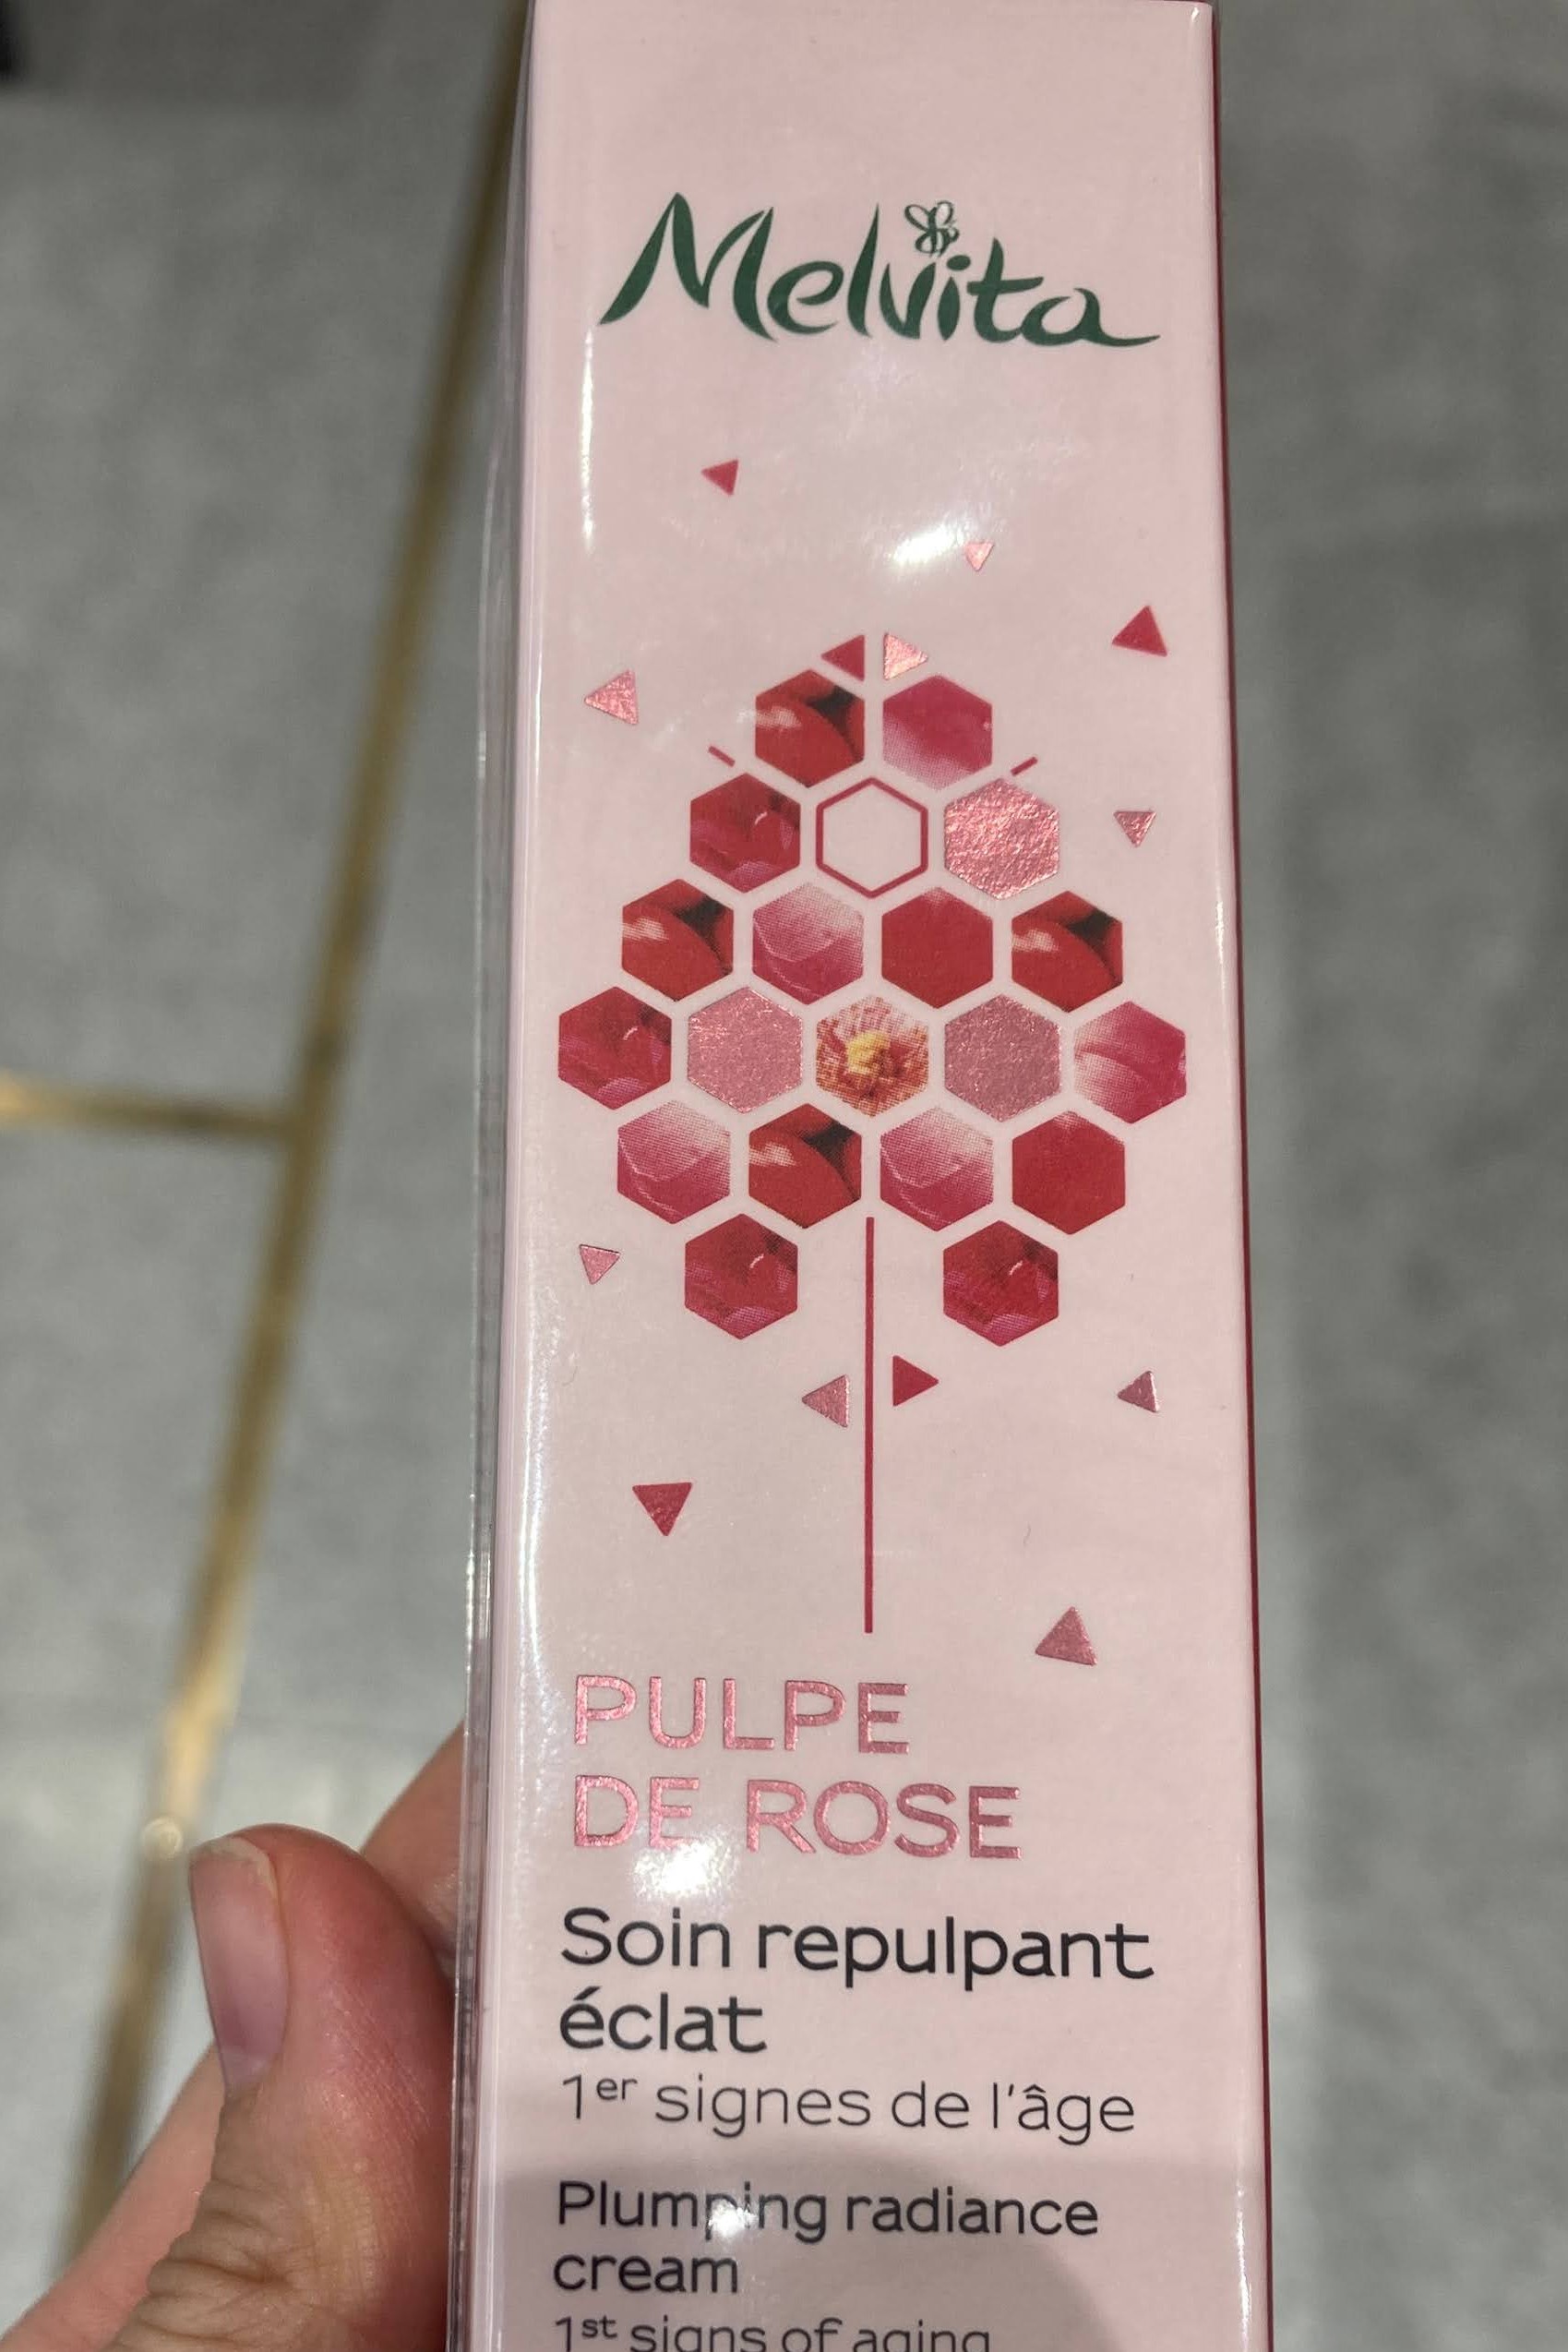 Melvita
PULPE
DE ROSE
Soin repulpant
éclat
1er signes de l'âge
Plumping radiance
cream
1st signs of aging